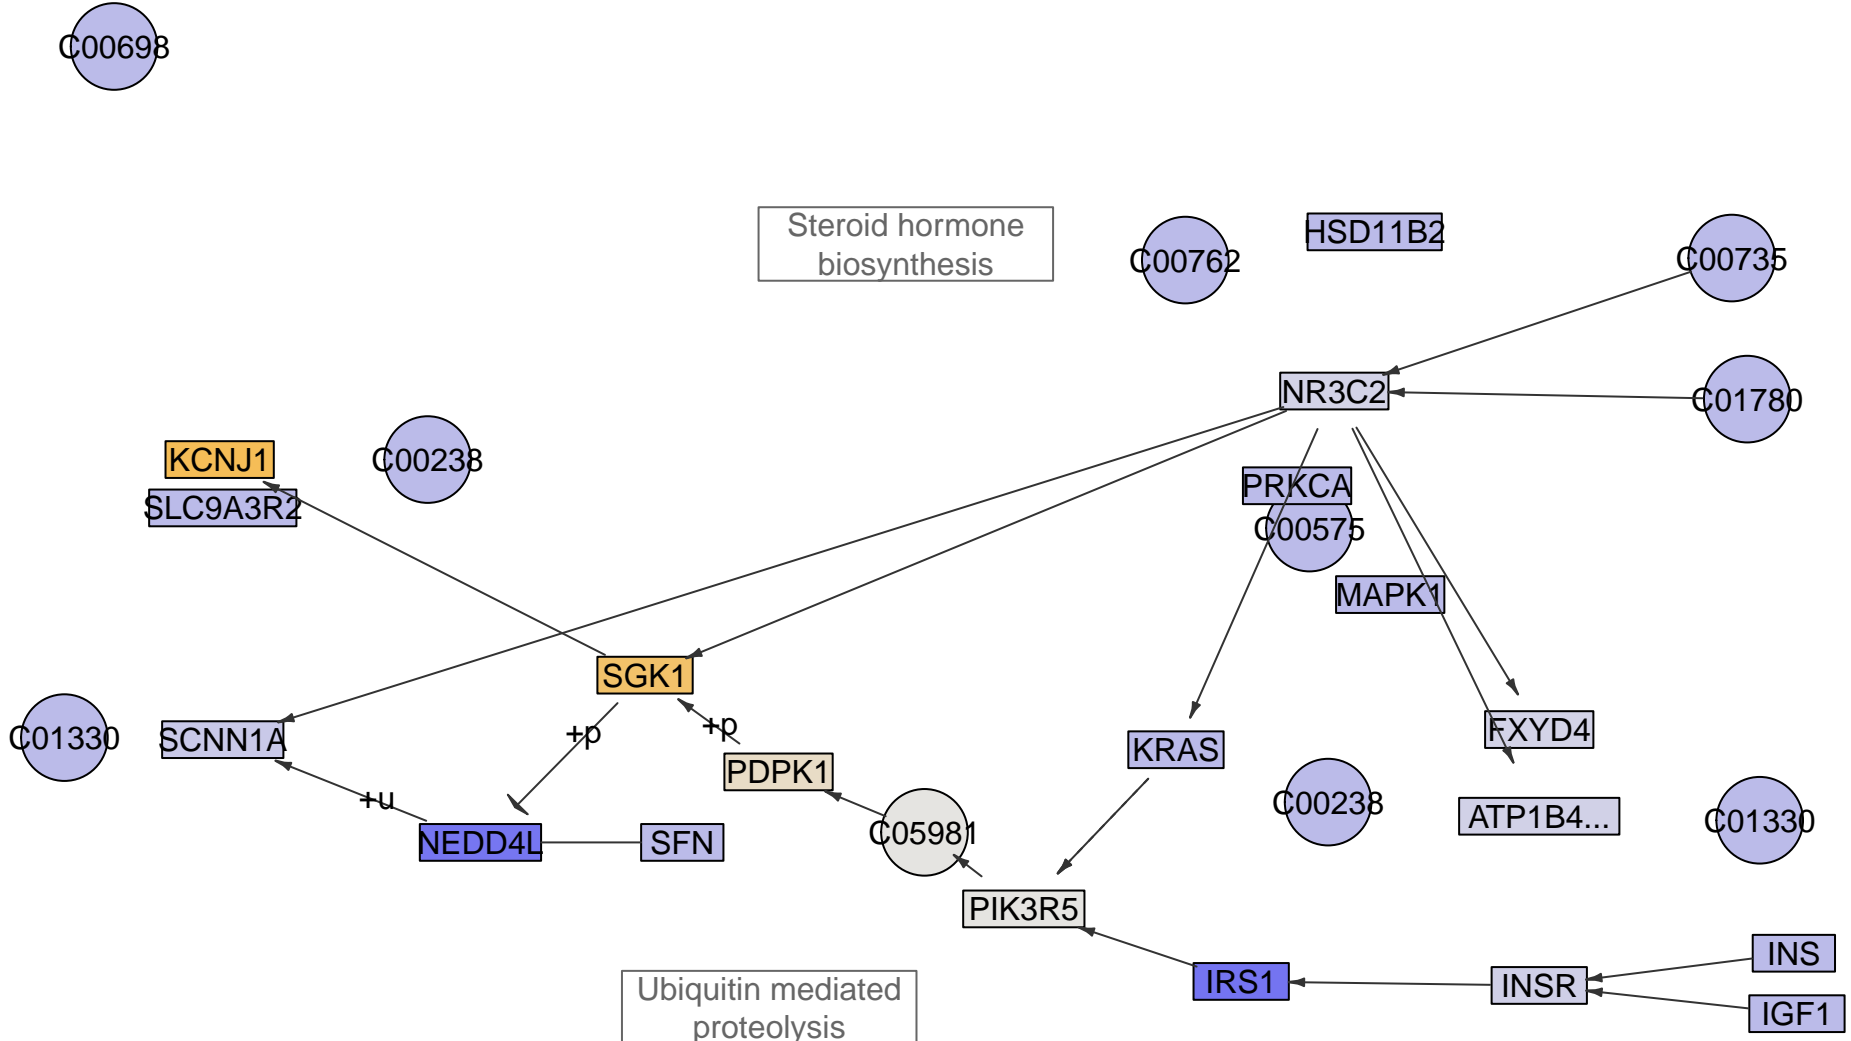 C00698
Steroid hormone
biosynthesis
C00762
HSD11B2
C00735
NR3C2
C01780
KCNJ1
C00238
SLC9A3R2
PRKCA
C00575
MAPK1
SGK1
C01330
SCNN1A
+p
+p
FXYD4
KRAS
PDPK1
+u
C00238
ATP1B4...
C01330
NEDD4L
SFN
C05981
PIK3R5
INS
IRS1
INSR
IGF1
Ubiquitin mediated
proteolysis